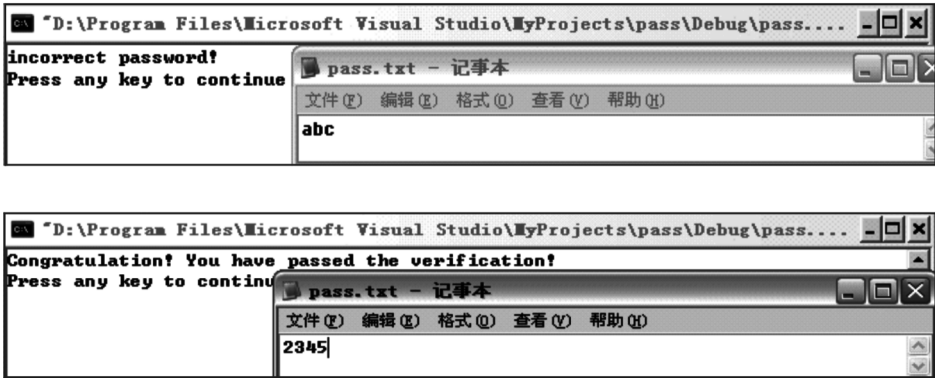 "D:\Program Files\Microsoft Visual Studio\MyProjects\pass\Debug\pass....
incorrect password!
Press any key to continue
pass.txt - 记事本
文件(F) 编辑(E) 格式(O) 查看(V) 帮助(H)
abc
"D:\Program Files\Microsoft Visual Studio\MyProjects\pass\Debug\pass....
Congratulation! You have passed the verification!
Press any key to continu
pass.txt - 记事本
文件(F) 编辑(E) 格式(O) 查看(V) 帮助(H)
2345